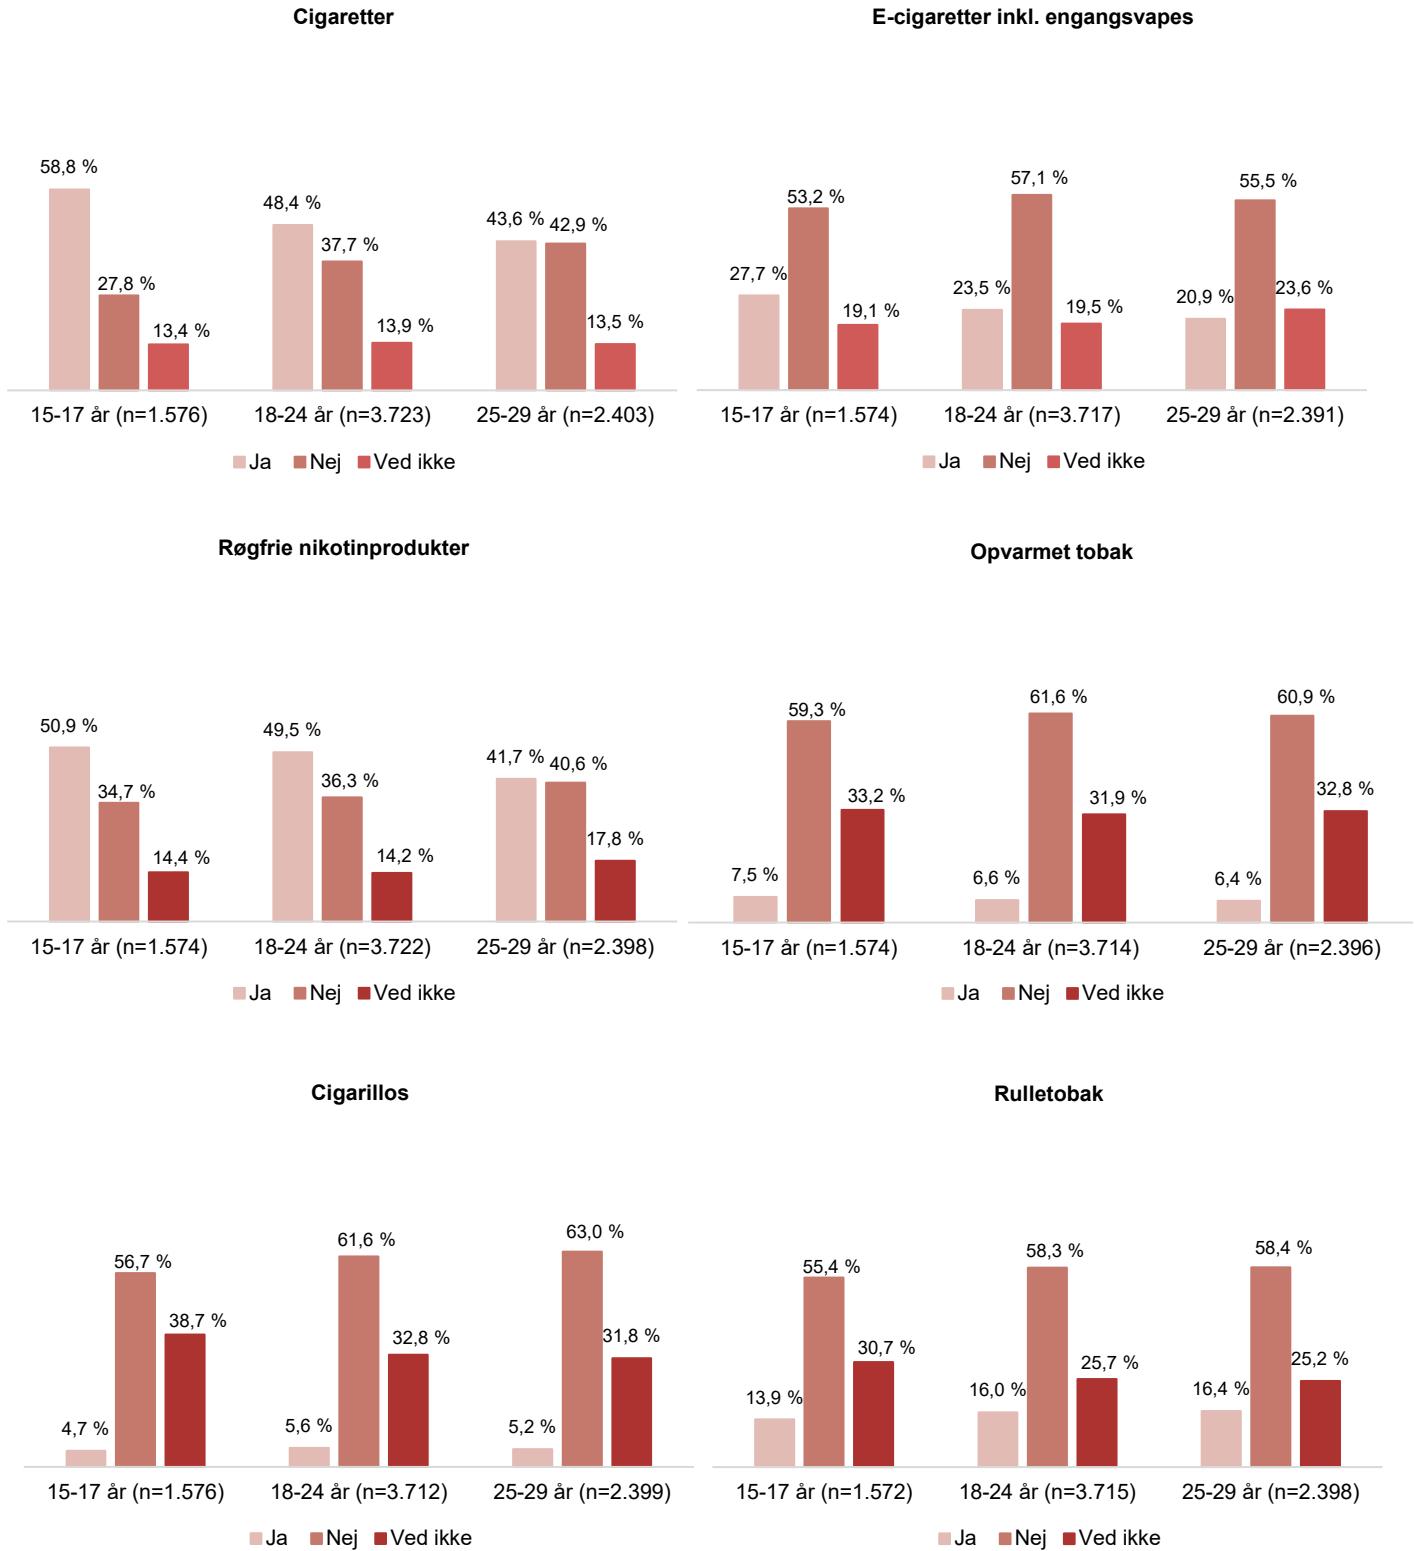 Cigaretter
58,8 %
27,8 %
13,4 %
48,4 %
37,7 %
13,9 %
43,6 %
42,9 %
13,5 %
15-17 år (n=1.576)
18-24 år (n=3.723)
25-29 år (n=2.403)
Ja Nej Ved ikke
E-cigaretter inkl. engangsvapes
27,7 %
53,2 %
19,1 %
23,5 %
57,1 %
19,5 %
20,9 %
55,5 %
23,6 %
15-17 år (n=1.574)
18-24 år (n=3.717)
25-29 år (n=2.391)
Ja Nej Ved ikke
Røgfrie nikotinprodukter
50,9 %
34,7 %
14,4 %
49,5 %
36,3 %
14,2 %
41,7 %
40,6 %
17,8 %
15-17 år (n=1.574)
18-24 år (n=3.722)
25-29 år (n=2.398)
Ja Nej Ved ikke
Opvarmet tobak
7,5 %
59,3 %
33,2 %
6,6 %
61,6 %
31,9 %
6,4 %
60,9 %
32,8 %
15-17 år (n=1.574)
18-24 år (n=3.714)
25-29 år (n=2.396)
Ja Nej Ved ikke
Cigarillos
4,7 %
56,7 %
38,7 %
5,6 %
61,6 %
32,8 %
5,2 %
63,0 %
31,8 %
15-17 år (n=1.576)
18-24 år (n=3.712)
25-29 år (n=2.399)
Ja Nej Ved ikke
Rulletobak
13,9 %
55,4 %
30,7 %
16,0 %
58,3 %
25,7 %
16,4 %
58,4 %
25,2 %
15-17 år (n=1.572)
18-24 år (n=3.715)
25-29 år (n=2.398)
Ja Nej Ved ikke